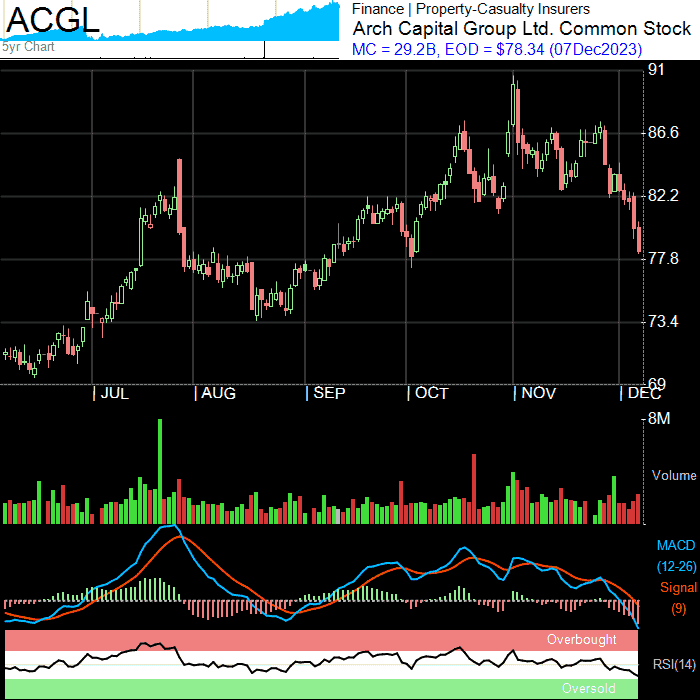 ACGL
5yr Chart
Finance | Property-Casualty Insurers
Arch Capital Group Ltd. Common Stock
MC = 29.2B, EOD = $78.34 (07Dec2023)
91
86.6
82.2
77.8
73.4
69
JUL AUG SEP OCT NOV DEC
8M
Volume
MACD
(12-26)
Signal
(9)
Overbought
RSI(14)
Oversold